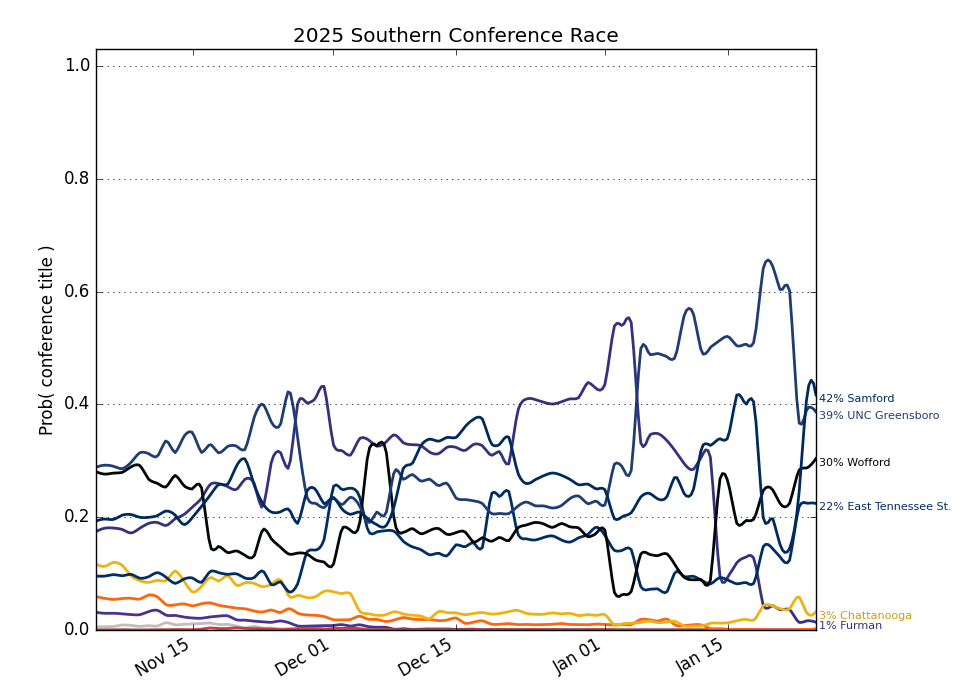 2025 Southern Conference Race
Prob( conference title )
1.0
0.8
0.6
0.4
0.2
0.0
Nov 15
Dec 01
Dec 15
Jan 01
Jan 15
42% Samford
39% UNC Greensboro
30% Wofford
22% East Tennessee St.
3% Chattanooga
1% Furman